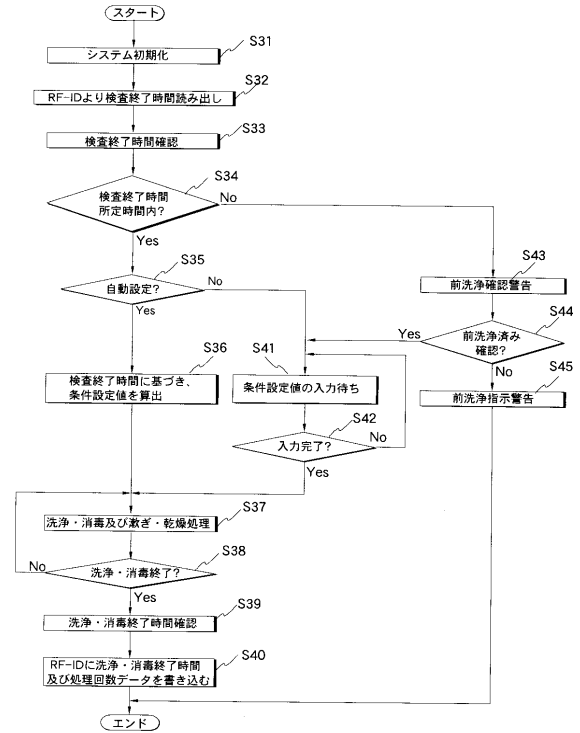 スタート
S31
システム初期化
S32
RF-IDより検査終了時間読み出し
S33
検査終了時間確認
S34
検査終了時間
所定時間内?
No
Yes
S35
自動設定?
No
Yes
S43
前洗浄確認警告
S44
前洗浄済み
確認?
Yes
No
S36
検査終了時間に基づき、
条件設定値を算出
S41
条件設定値の入力待ち
S45
前洗浄指示警告
S42
入力完了?
No
Yes
S37
洗浄・消毒及び漱ぎ・乾燥処理
S38
洗浄・消毒終了?
No
Yes
S39
洗浄・消毒終了時間確認
S40
RF-IDに洗浄・消毒終了時間
及び処理回数データを書き込む
エンド